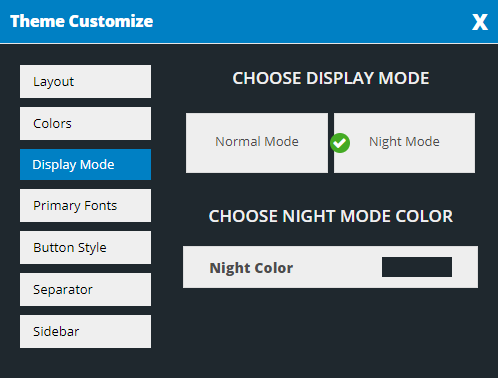 Theme Customize
X
Layout
Colors
Display Mode
Primary Fonts
Button Style
Separator
Sidebar
CHOOSE DISPLAY MODE
Normal Mode
Night Mode
CHOOSE NIGHT MODE COLOR
Night Color